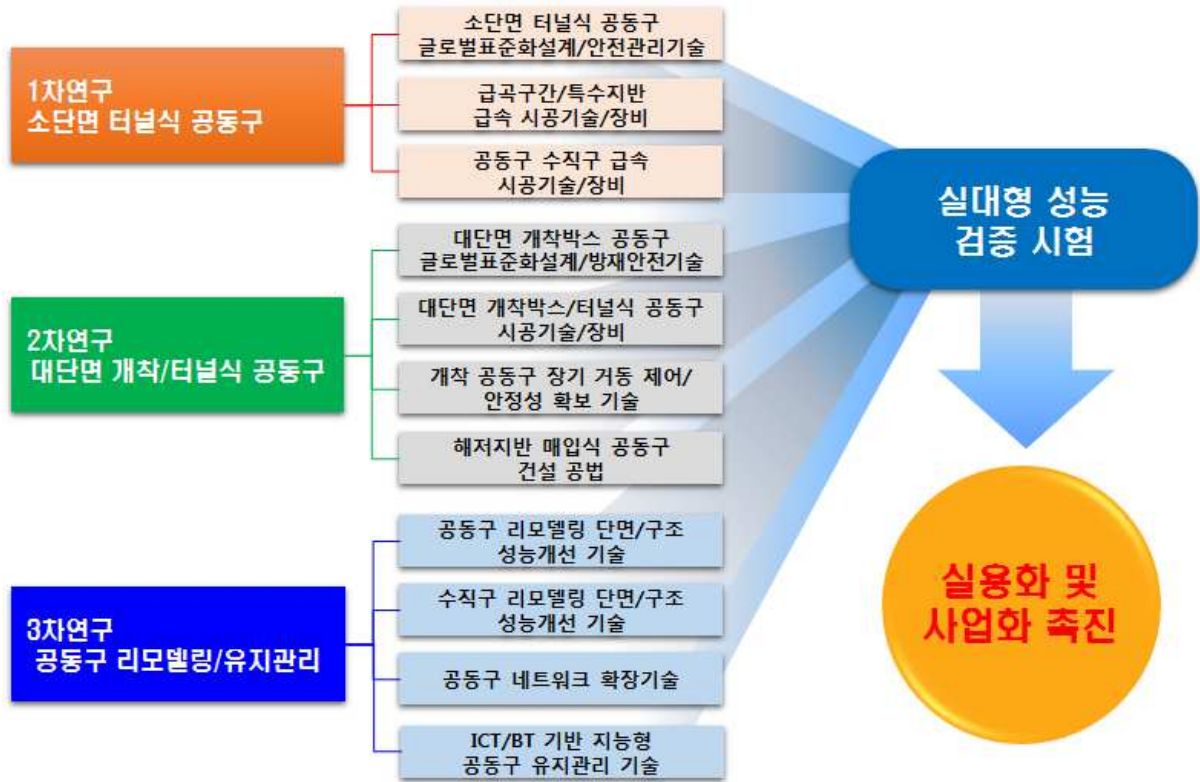 1차연구
소단면 터널식 공동구
소단면 터널식 공동구
글로벌표준화설계/안전관리기술
급곡구간/특수지반
급속 시공기술/장비
공동구 수직구 급속
시공기술/장비
2차연구
대단면 개착/터널식 공동구
대단면 개착박스 공동구
글로벌표준화설계/방재안전기술
대단면 개착박스/터널식 공동구
시공기술/장비
개착 공동구 장기 거동 제어/
안정성 확보 기술
해저지반 매입식 공동구
건설 공법
3차연구
공동구 리모델링/유지관리
공동구 리모델링 단면/구조
성능개선 기술
수직구 리모델링 단면/구조
성능개선 기술
공동구 네트워크 확장기술
ICT/BT 기반 지능형
공동구 유지관리 기술
실대형 성능
검증 시험
실용화 및
사업화 촉진